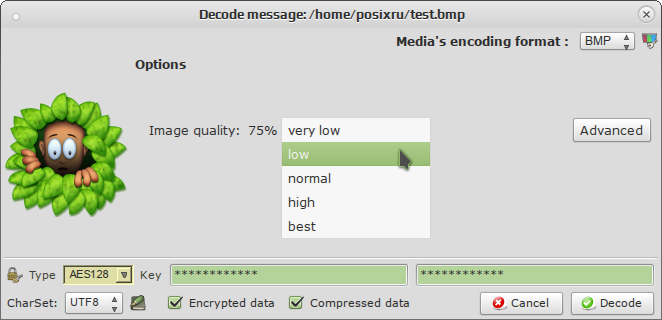 Decode message: /home/posixru/test.bmp
Media's encoding format : BMP
Options
Image quality: 75%
very low
low
normal
high
best
Advanced
Type AES128 Key ************ ************
CharSet: UTF8 Encrypted data Compressed data Cancel Decode